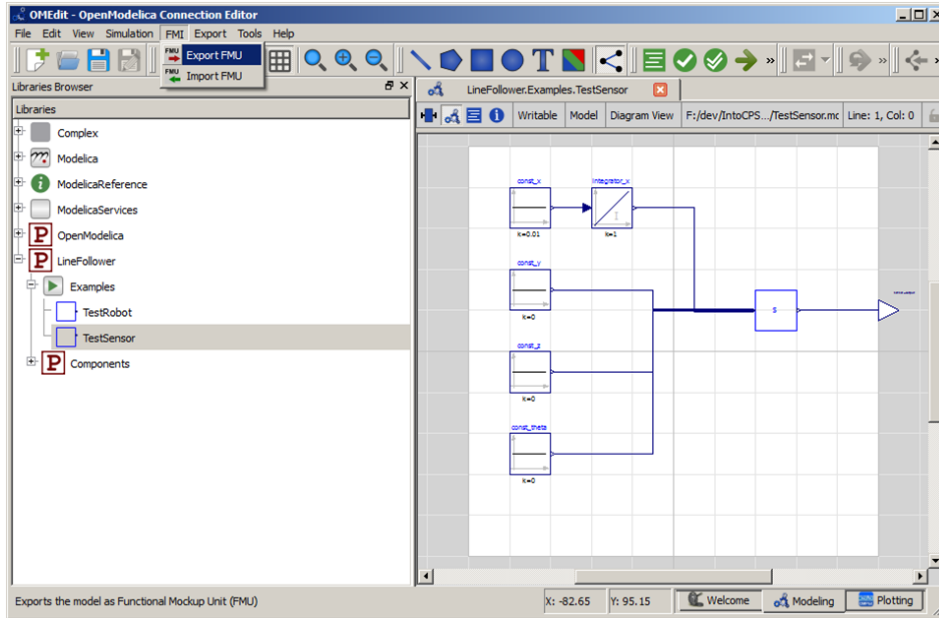 OMEdit - OpenModelica Connection Editor
File Edit View Simulation FMI Export Tools Help
FMU Export FMU
FMU Import FMU
T
Libraries Browser
LineFollower.Examples.TestSensor
Libraries
Writable Model Diagram View F:/dev/IntoCPS.../TestSensor.mc Line: 1, Col: 0
Complex
Modelica
ModelicaReference
ModelicaServices
P OpenModelica
P LineFollower
Examples
TestRobot
TestSensor
P Components
const_x integrator_x
I
k=0.01 k=1
const_y
k=0
s
const_z
k=0
const_theta
k=0
Exports the model as Functional Mockup Unit (FMU)
X: -82.65 Y: 95.15 Welcome Modeling Plotting